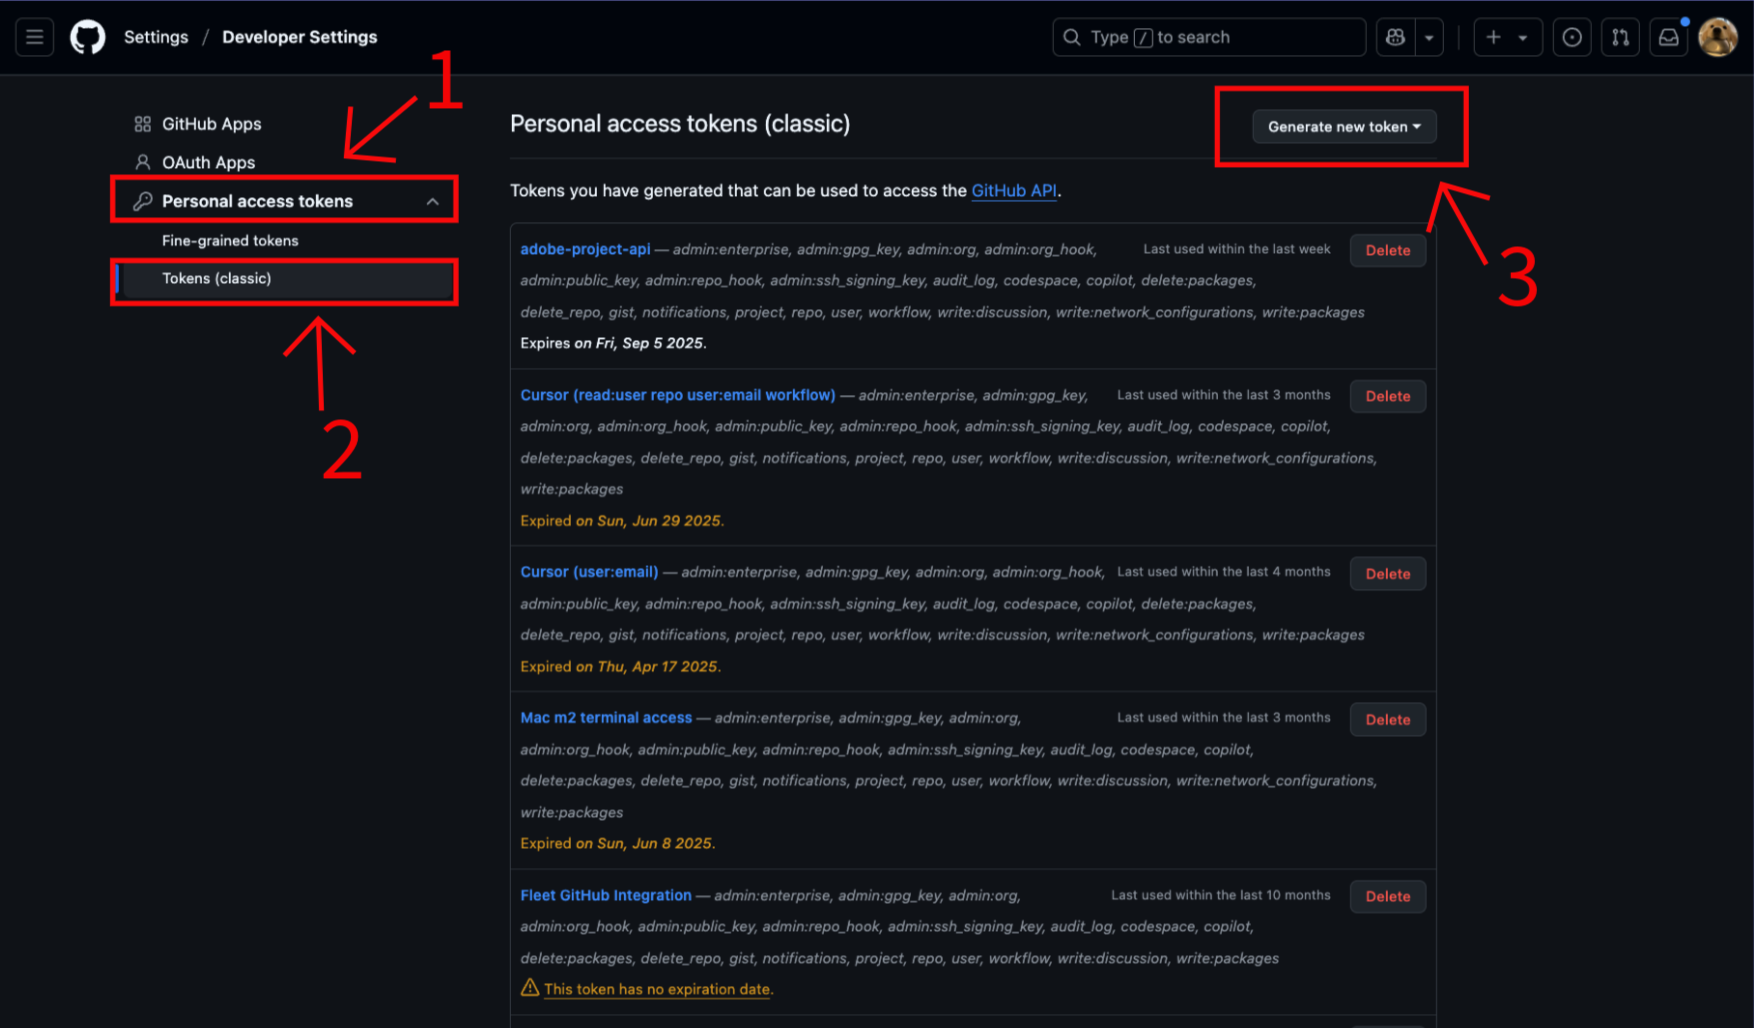 Settings / Developer Settings
Type / to search
1
GitHub Apps
OAuth Apps
Personal access tokens
Fine-grained tokens
Tokens (classic)
2
Personal access tokens (classic)
Generate new token
3
Tokens you have generated that can be used to access the GitHub API.
adobe-project-api — admin:enterprise, admin:gpg_key, admin:org, admin:org_hook,
Last used within the last week
Delete
admin:public_key, admin:repo_hook, admin:ssh_signing_key, audit_log, codespace, copilot, delete:packages,
delete_repo, gist, notifications, project, repo, user, workflow, write:discussion, write:network_configurations, write:packages
Expires on Fri, Sep 5 2025.
Cursor (read:user repo user:email workflow) — admin:enterprise, admin:gpg_key,
Last used within the last 3 months
Delete
admin:org, admin:org_hook, admin:public_key, admin:repo_hook, admin:ssh_signing_key, audit_log, codespace, copilot,
delete:packages, delete_repo, gist, notifications, project, repo, user, workflow, write:discussion, write:network_configurations,
write:packages
Expired on Sun, Jun 29 2025.
Cursor (user:email) — admin:enterprise, admin:gpg_key, admin:org, admin:org_hook,
Last used within the last 4 months
Delete
admin:public_key, admin:repo_hook, admin:ssh_signing_key, audit_log, codespace, copilot, delete:packages,
delete_repo, gist, notifications, project, repo, user, workflow, write:discussion, write:network_configurations, write:packages
Expired on Thu, Apr 17 2025.
Mac m2 terminal access — admin:enterprise, admin:gpg_key, admin:org,
Last used within the last 3 months
Delete
admin:org_hook, admin:public_key, admin:repo_hook, admin:ssh_signing_key, audit_log, codespace, copilot,
delete:packages, delete_repo, gist, notifications, project, repo, user, workflow, write:discussion, write:network_configurations,
write:packages
Expired on Sun, Jun 8 2025.
Fleet GitHub Integration — admin:enterprise, admin:gpg_key, admin:org,
Last used within the last 10 months
Delete
admin:org_hook, admin:public_key, admin:repo_hook, admin:ssh_signing_key, audit_log, codespace, copilot,
delete:packages, delete_repo, gist, notifications, project, repo, user, workflow, write:discussion, write:packages
This token has no expiration date.